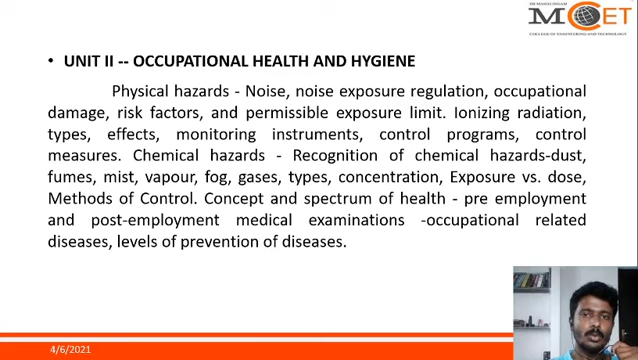 DR MAHALINGAM
MCET
COLLEGE OF ENGINEERING AND TECHNOLOGY
• UNIT II -- OCCUPATIONAL HEALTH AND HYGIENE
Physical hazards - Noise, noise exposure regulation, occupational
damage, risk factors, and permissible exposure limit. Ionizing radiation,
types, effects, monitoring instruments, control programs, control
measures. Chemical hazards - Recognition of chemical hazards-dust,
fumes, mist, vapour, fog, gases, types, concentration, Exposure vs. dose,
Methods of Control. Concept and spectrum of health - pre employment
and post-employment medical examinations -occupational related
diseases, levels of prevention of diseases.
4/6/2021